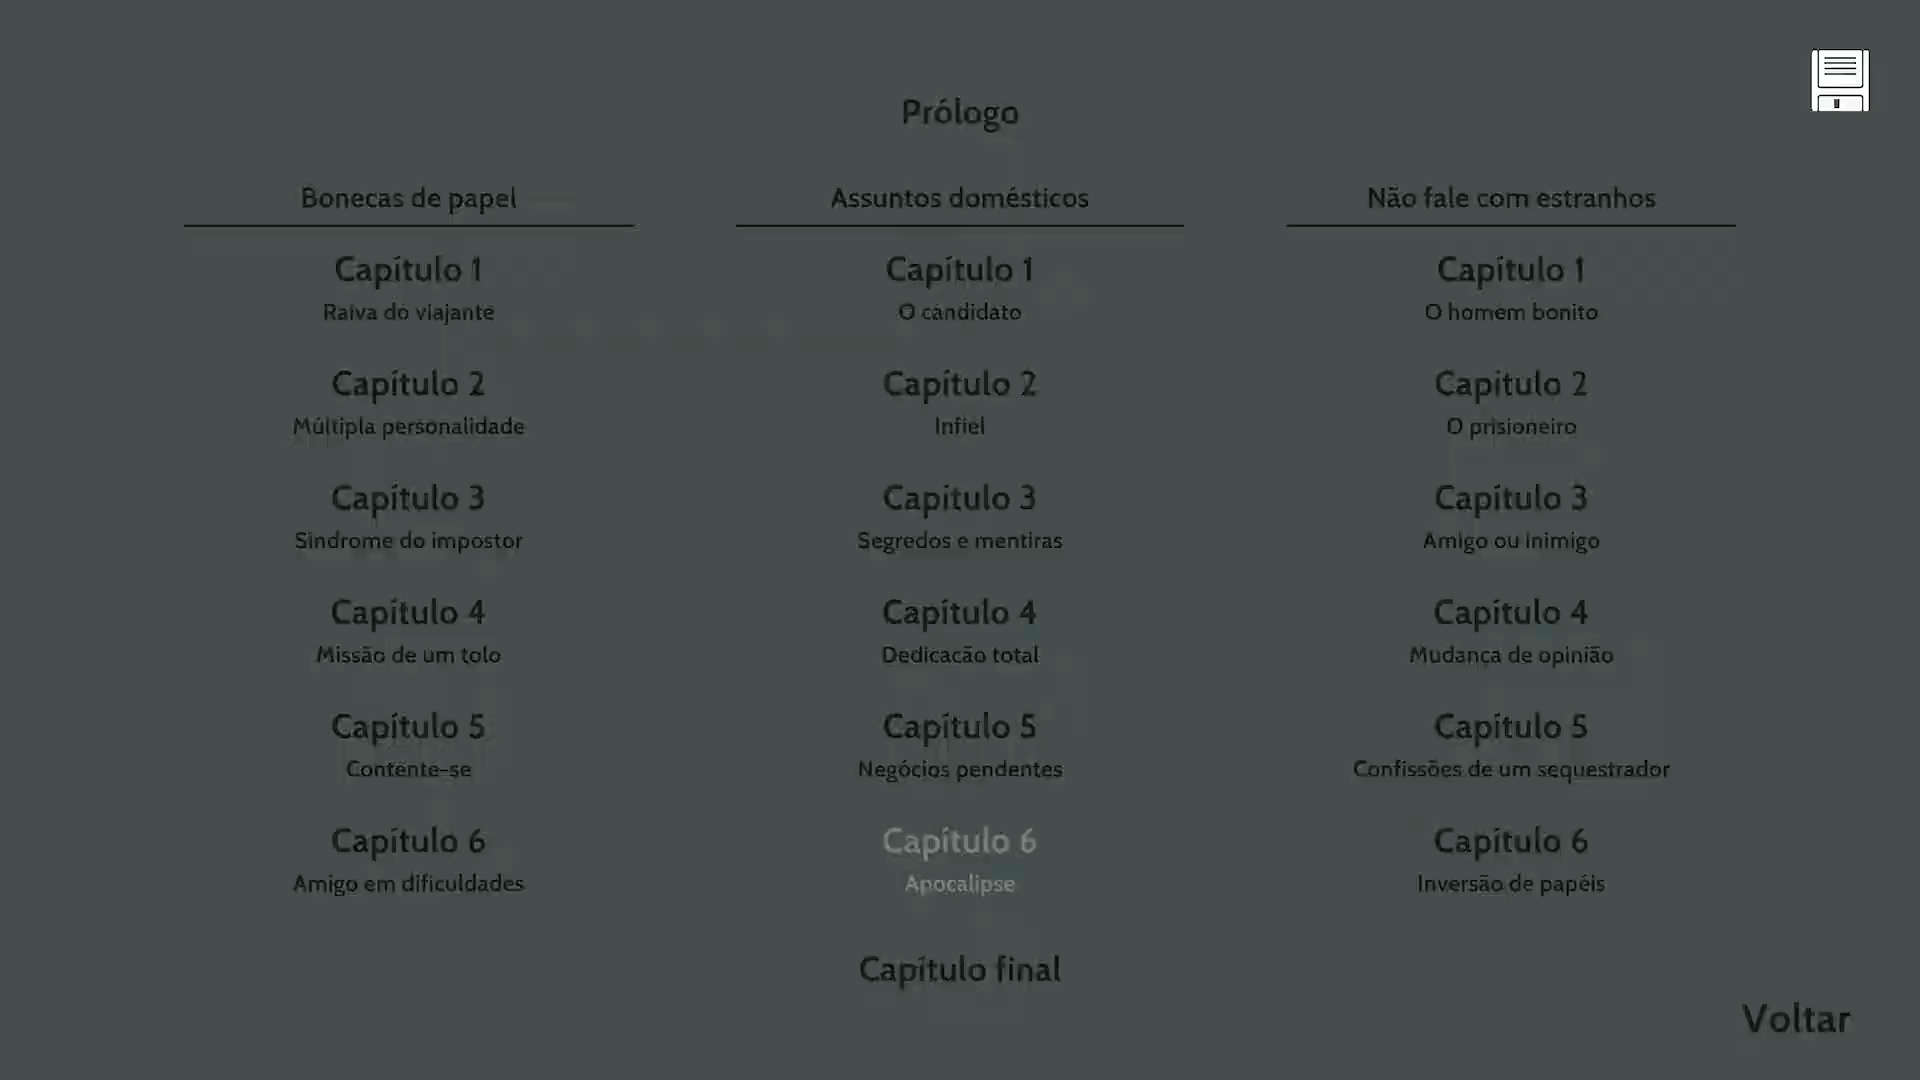 Prólogo
Bonecas de papel
Capítulo 1
Raiva do viajante
Capítulo 2
Múltipla personalidade
Capítulo 3
Síndrome do impostor
Capítulo 4
Missão de um tolo
Capítulo 5
Contente-se
Capítulo 6
Amigo em dificuldades
Assuntos domésticos
Capítulo 1
O candidato
Capítulo 2
Infiel
Capítulo 3
Segredos e mentiras
Capítulo 4
Dedicacão total
Capítulo 5
Negócios pendentes
Capítulo 6
Apocalipse
Não fale com estranhos
Capítulo 1
O homem bonito
Capítulo 2
O prisioneiro
Capítulo 3
Amigo ou inimigo
Capítulo 4
Mudança de opinião
Capítulo 5
Confissões de um sequestrador
Capítulo 6
Inversão de papéis
Capítulo final
Voltar